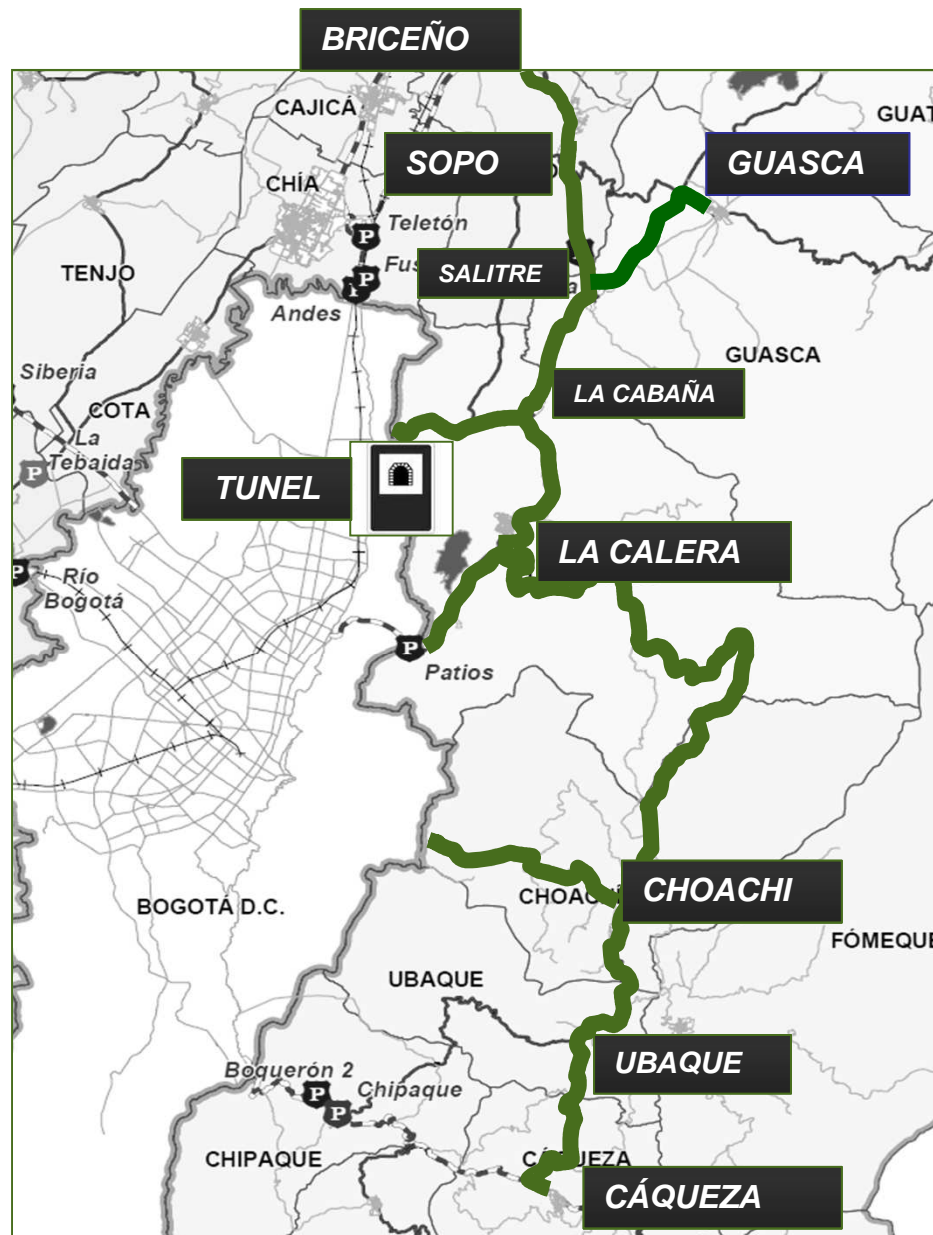 BRICEÑO
CAJICÁ
GUAT
SOPO
GUASCA
CHÍA
P
Teletón
TENJO
SALITRE
P
Fus
a
Andes
GUASCA
Siberia
COTA
LA CABAÑA
La
Tebaida
P
TUNEL
LA CALERA
P
Río
Bogotá
P
Patios
CHOACHI
CHOACH
BOGOTÁ D.C.
FÓMEQUE
UBAQUE
UBAQUE
Boquerón 2
P
Chipaque
P
CHIPAQUE
CÁQUEZA
CÁQUEZA